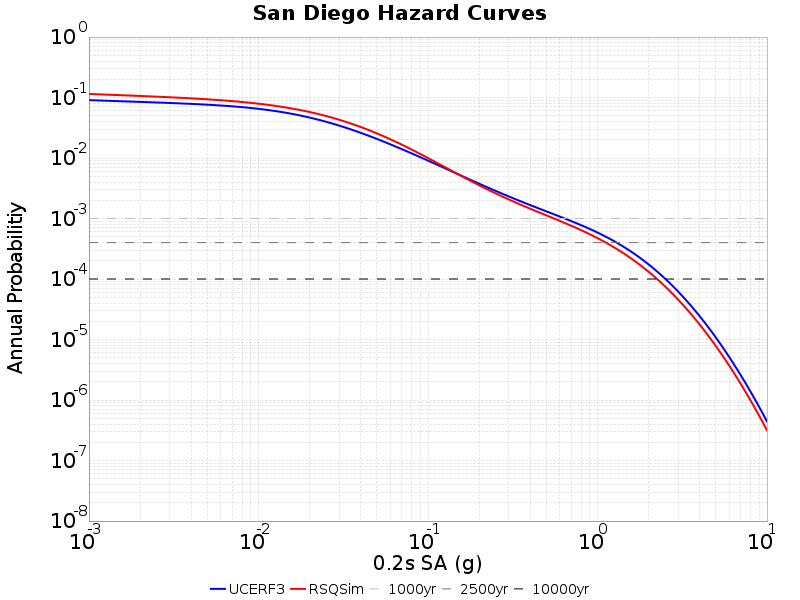 San Diego Hazard Curves
10^0
10^-1
10^-2
10^-3
10^-4
10^-5
10^-6
10^-7
10^-8
Annual Probabilitiy
10^-3 10^-2 10^-1 10^0 10^1
0.2s SA (g)
UCERF3 RSQSim 1000yr 2500yr 10000yr